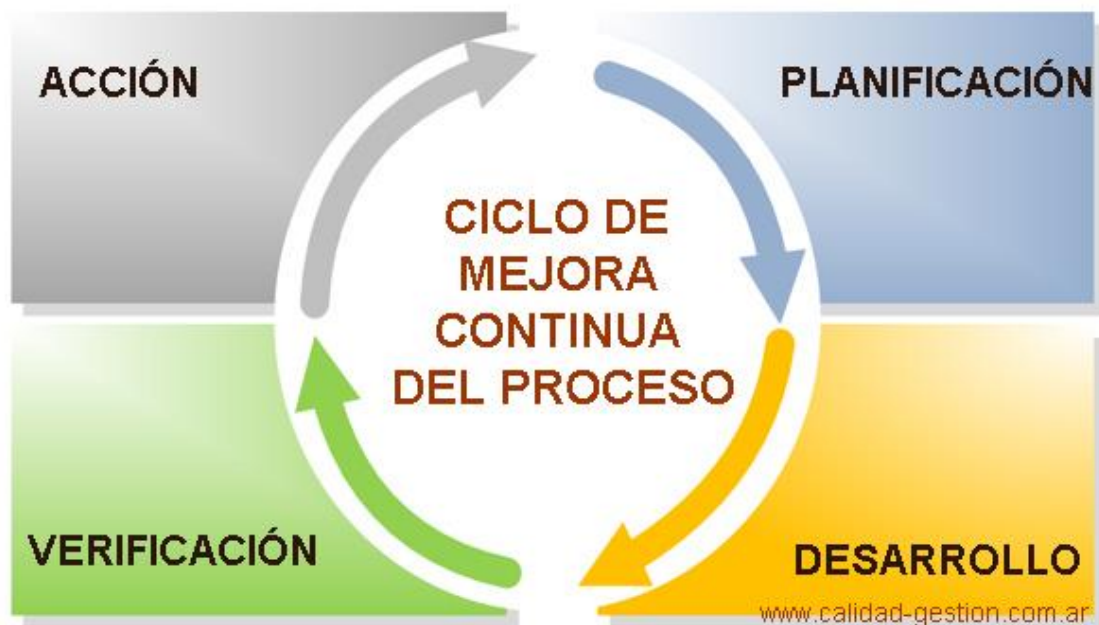 ACCIÓN
PLANIFICACIÓN
CICLO DE
MEJORA
CONTINUA
DEL PROCESO
VERIFICACIÓN
DESARROLLO
www.calidad-gestion.com.ar